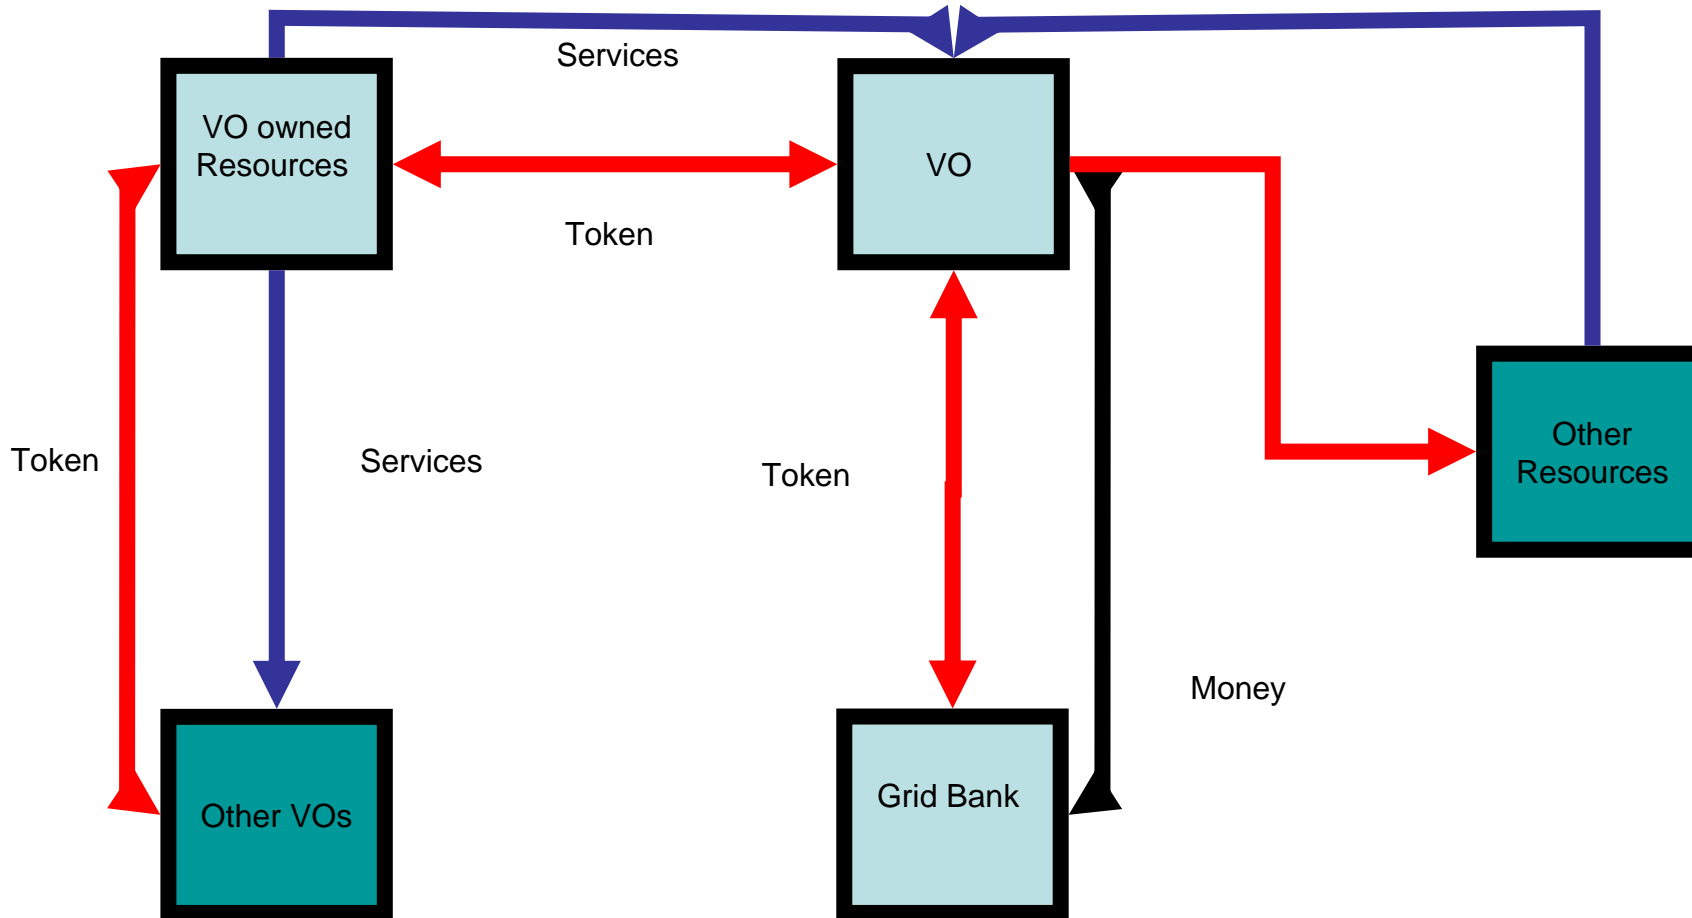 Services
VO owned
Resources
VO
Token
Token
Services
Token
Other
Resources
Money
Other VOs
Grid Bank